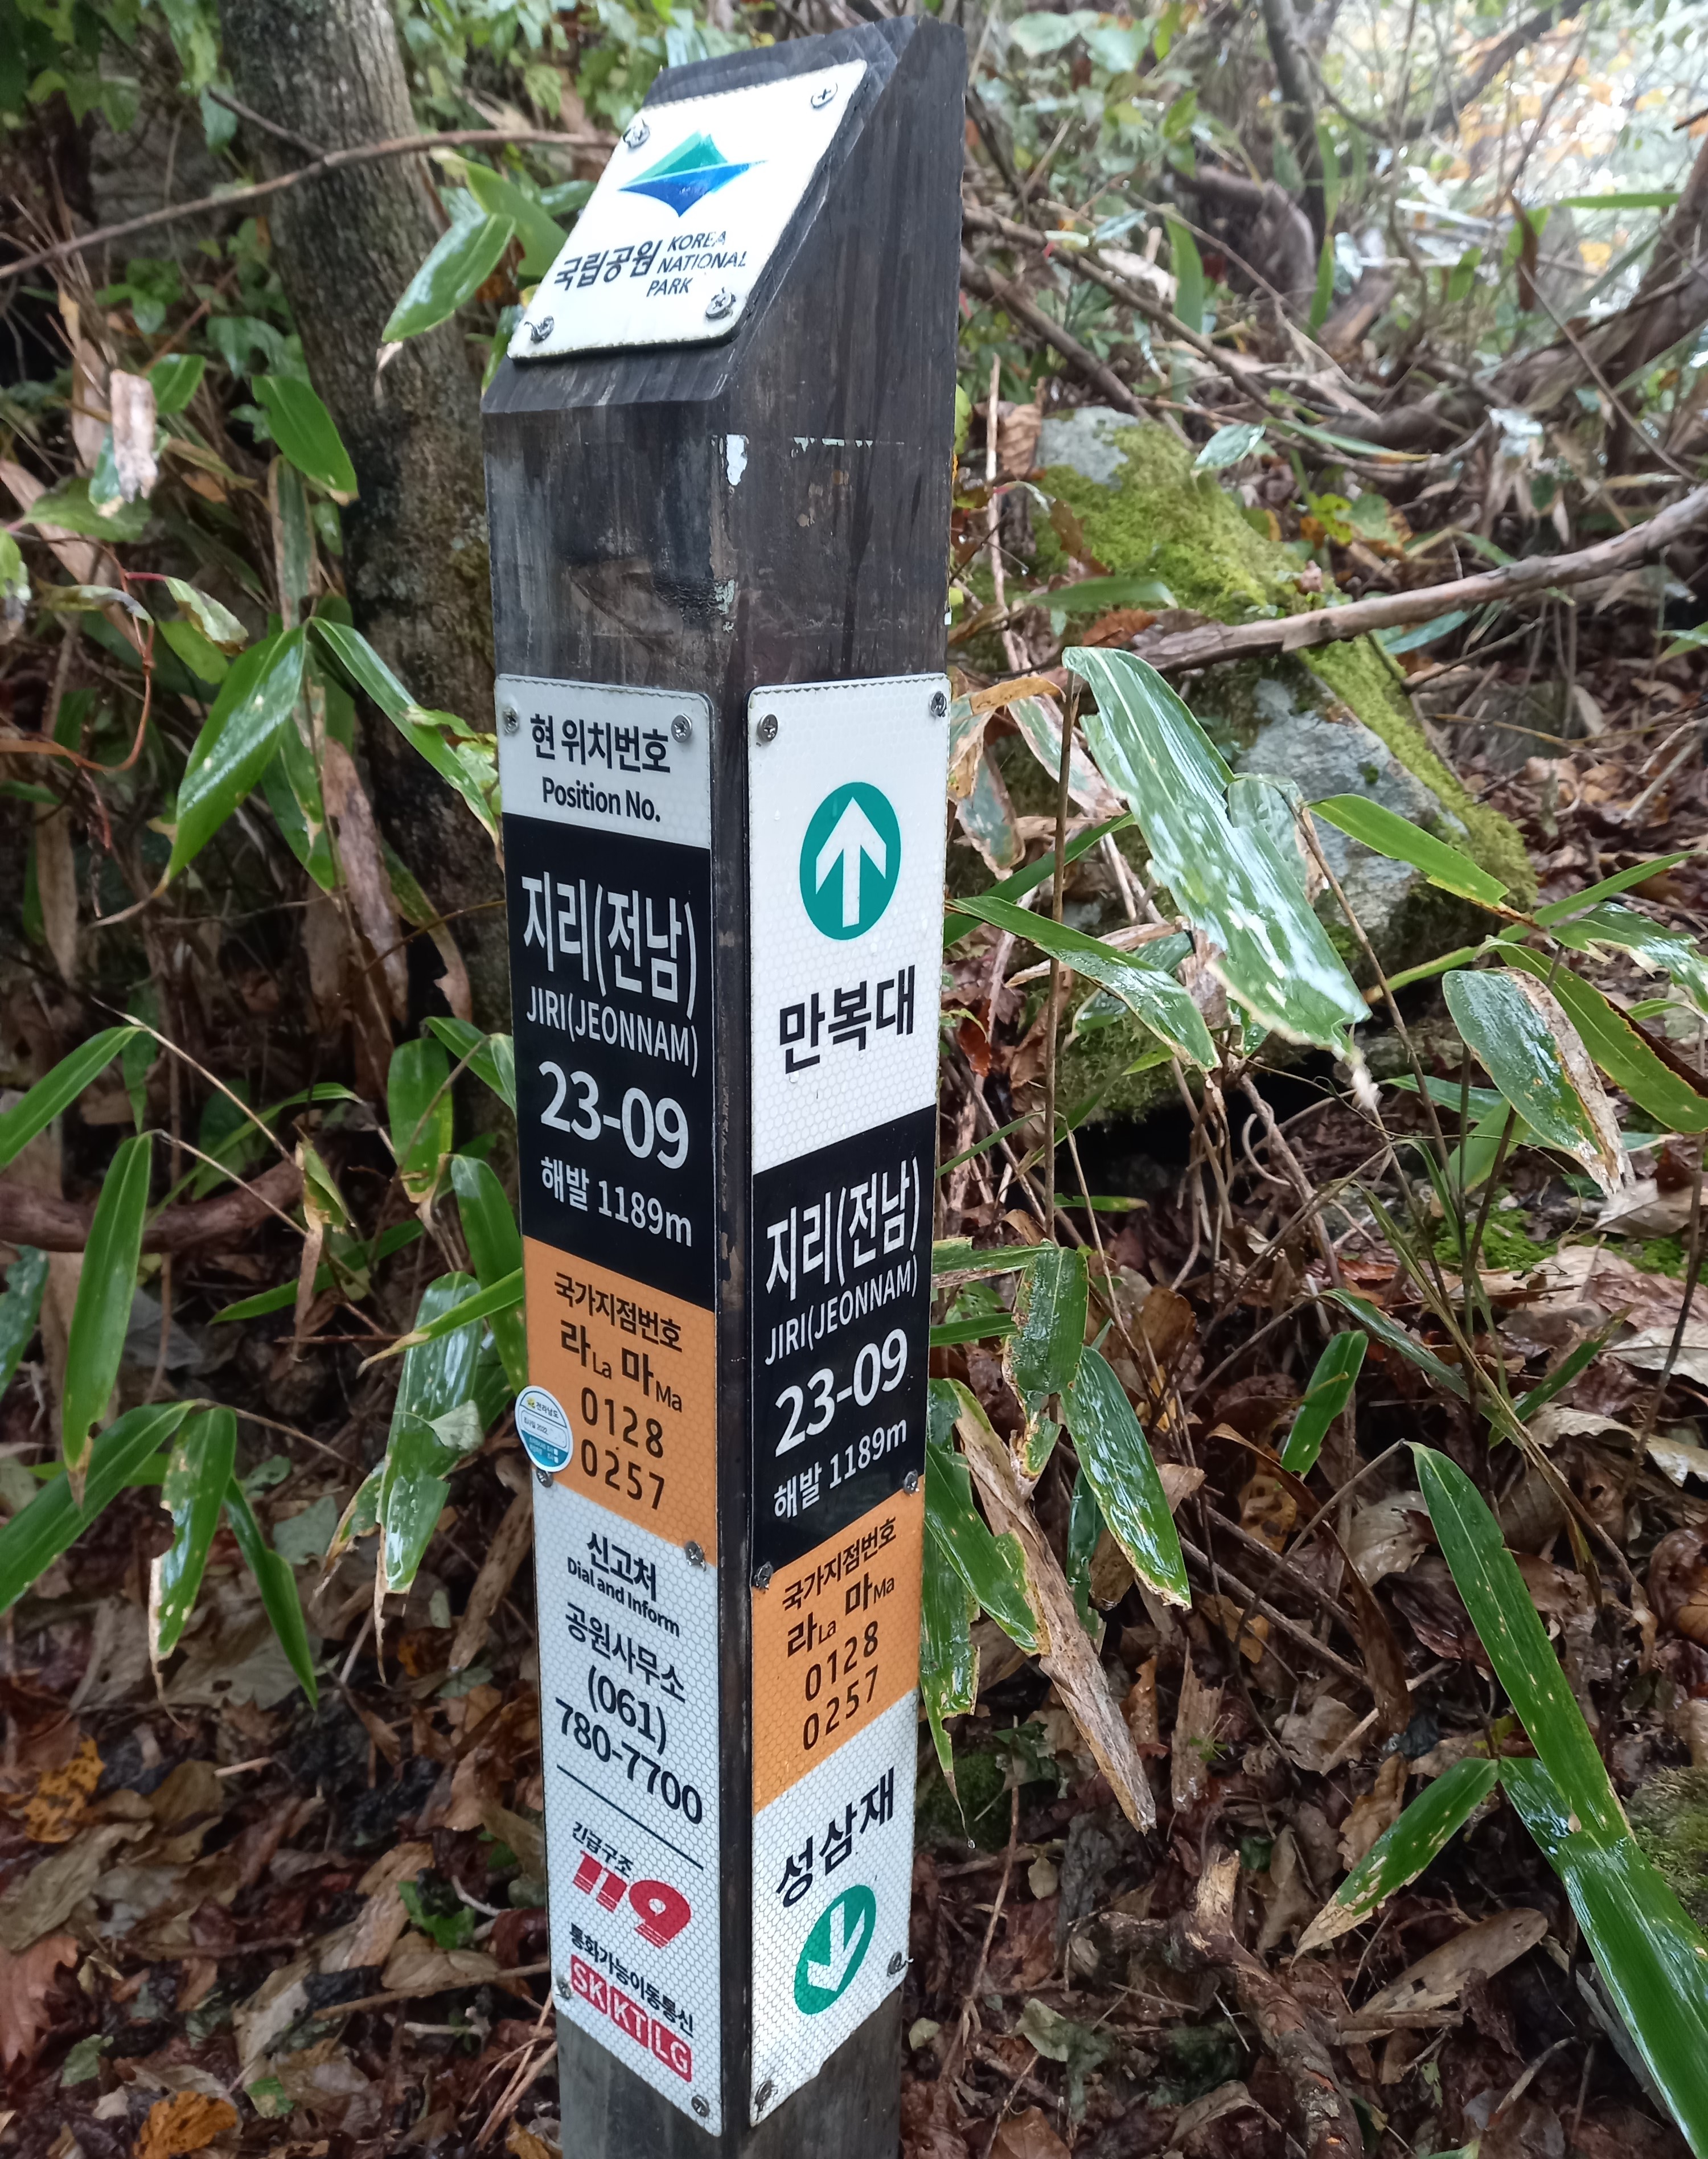 국립공원 KOREA
NATIONAL
PARK
현 위치번호
Position No.
지리(전남)
JIRI(JEONNAM)
23-09
해발 1189m
국가지점번호
라La 마Ma
0128
0257
전라남도
신고처
Dial and Inform
공원사무소
(061)
780-7700
긴급구조
119
통화가능이동통신
SK KT LG
만복대
지리(전남)
JIRI(JEONNAM)
23-09
해발 1189m
국가지점번호
라La 마Ma
0128
0257
성삼재